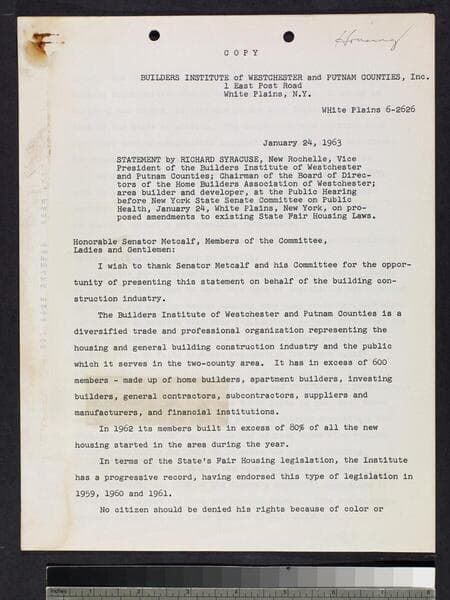 Housing
C O P Y
BUILDERS INSTITUTE of WESTCHESTER and PUTNAM COUNTIES, Inc.
1 East Post Road
White Plains, N.Y.
WHite Plains 6-2626
January 24, 1963
STATEMENT by RICHARD SYRACUSE, New Rochelle, Vice
President of the Builders Institute of Westchester
and Putnam Counties; Chairman of the Board of Direc-
tors of the Home Builders Association of Westchester;
area builder and developer, at the Public Hearing
before New York State Senate Committee on Public
Health, January 24, White Plains, New York, on pro-
posed amendments to existing State Fair Housing Laws.
Honorable Senator Metcalf, Members of the Committee,
Ladies and Gentlemen:
I wish to thank Senator Metcalf and his Committee for the oppor-
tunity of presenting this statement on behalf of the building con-
struction industry.
The Builders Institute of Westchester and Putnam Counties is a
diversified trade and professional organization representing the
housing and general building construction industry and the public
which it serves in the two-county area. It has in excess of 600
members - made up of home builders, apartment builders, investing
builders, general contractors, subcontractors, suppliers and
manufacturers, and financial institutions.
In 1962 its members built in excess of 80% of all the new
housing started in the area during the year.
In terms of the State's Fair Housing legislation, the Institute
has a progressive record, having endorsed this type of legislation in
1959, 1960 and 1961.
No citizen should be denied his rights because of color or
inches 1 2 3 4 5 6 7 8